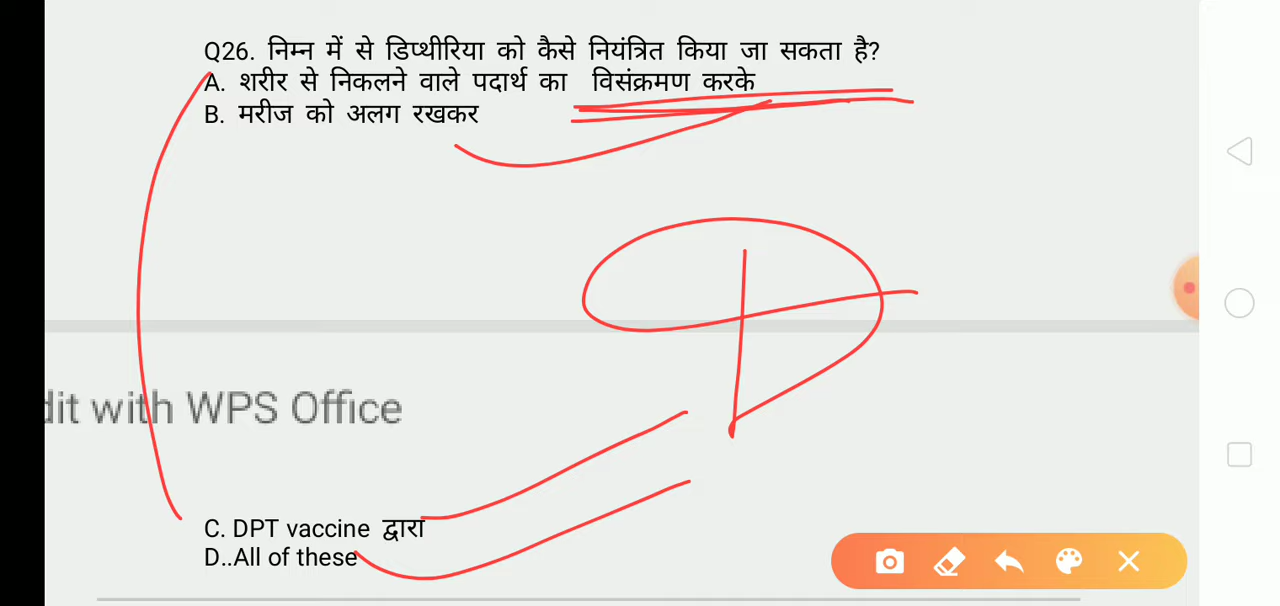 Q26. निम्न में से डिप्थीरिया को कैसे नियंत्रित किया जा सकता है?
A. शरीर से निकलने वाले पदार्थ का विसंक्रमण करके
B. मरीज को अलग रखकर
D
dit with WPS Office
C. DPT vaccine द्वारा
D..All of these